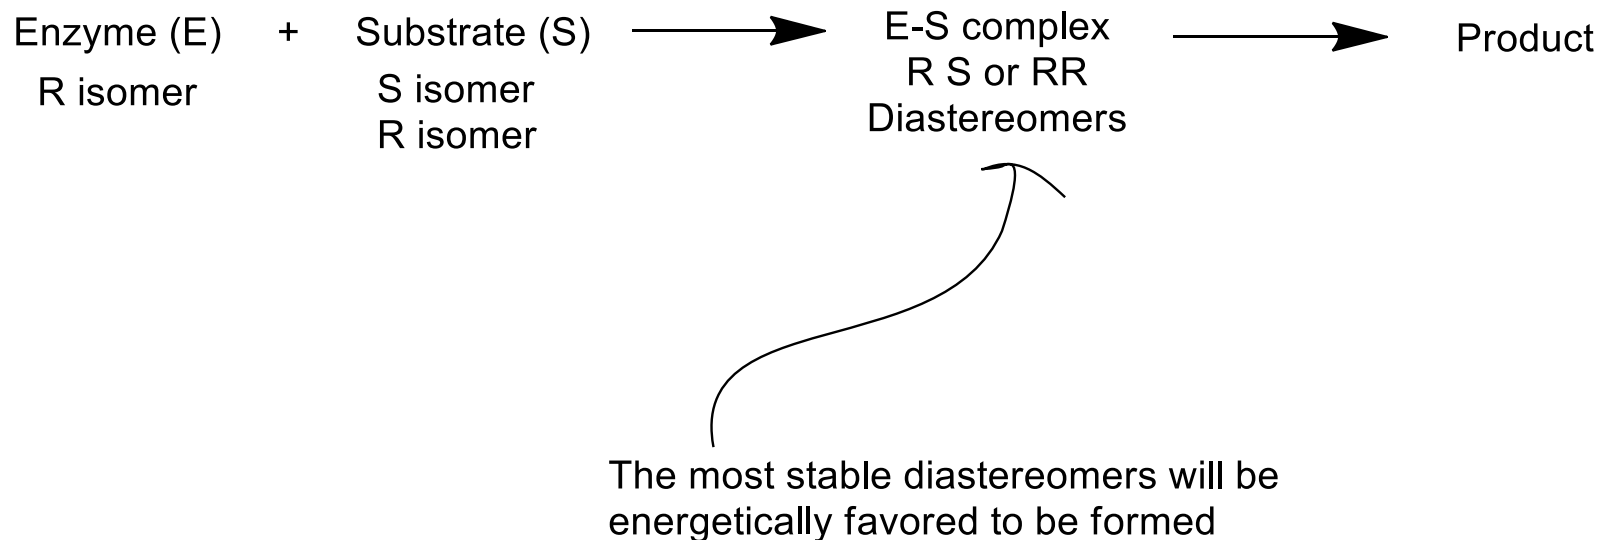 Enzyme (E) + Substrate (S) E-S complex Product
R isomer S isomer R S or RR
R isomer Diastereomers
The most stable diastereomers will be
energetically favored to be formed